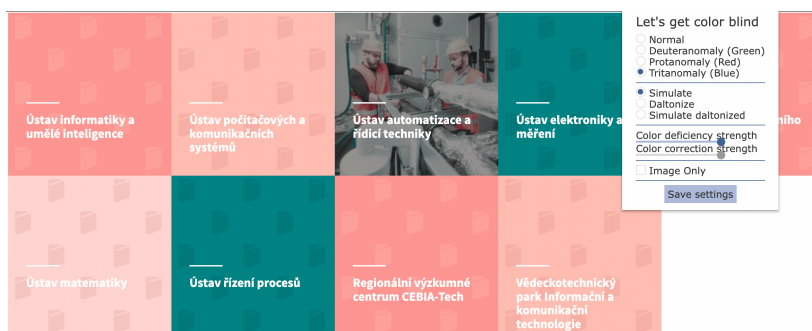 Let's get color blind
Normal
Deuteranomaly (Green)
Protanomaly (Red)
Tritanomaly (Blue)
Simulate
Daltonize
Simulate daltonized
Color deficiency strength
Color correction strength
Image Only
Save settings
Ústav informatiky a
umělé inteligence
Ústav počítačových a
komunikačních
systémů
Ústav automatizace a
řídicí techniky
Ústav elektroniky a
měření
Ústav matematiky
Ústav řízení procesů
Regionální výzkumné
centrum CEBIA-Tech
Vědeckotechnický
park Informační a
komunikační
technologie